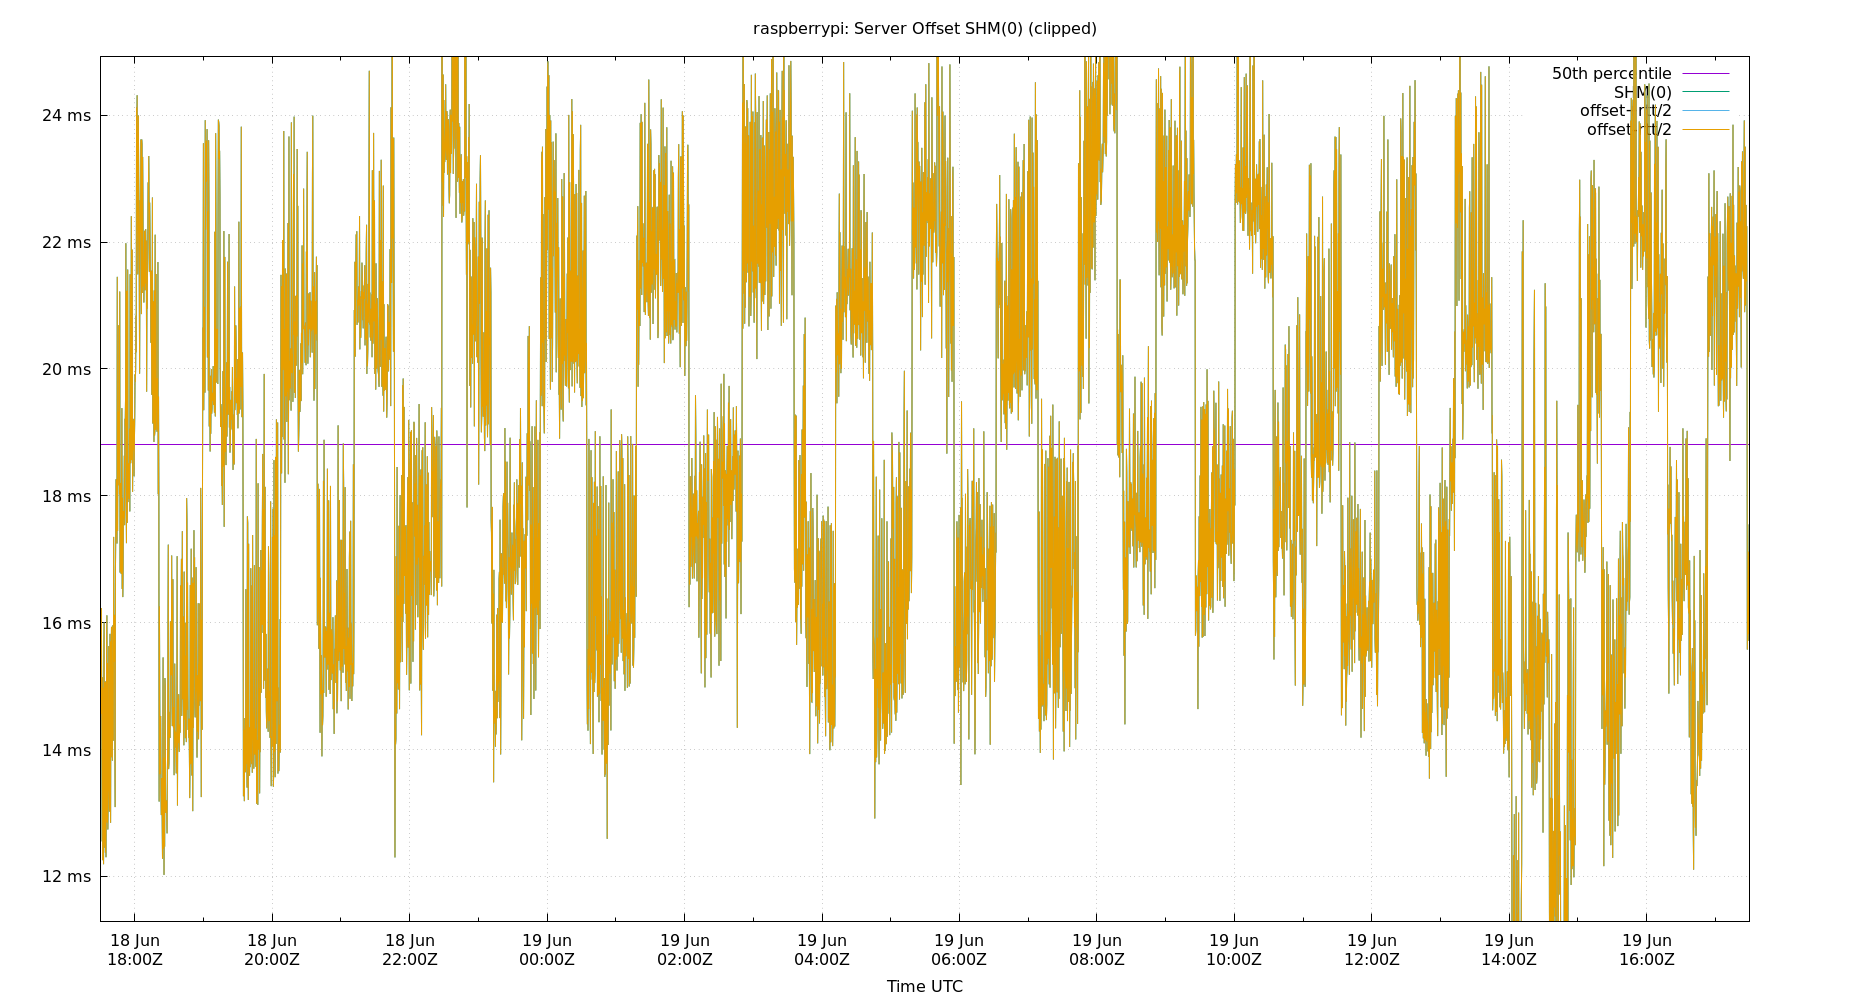 raspberrypi: Server Offset SHM(0) (clipped)
50th percentile
SHM(0)
offset-rtt/2
offset-rtt/2
24 ms
22 ms
20 ms
18 ms
16 ms
14 ms
12 ms
18 Jun 18 Jun 18 Jun 19 Jun 19 Jun 19 Jun 19 Jun 19 Jun 19 Jun 19 Jun 19 Jun 19 Jun
18:00Z 20:00Z 22:00Z 00:00Z 02:00Z 04:00Z 06:00Z 08:00Z 10:00Z 12:00Z 14:00Z 16:00Z
Time UTC